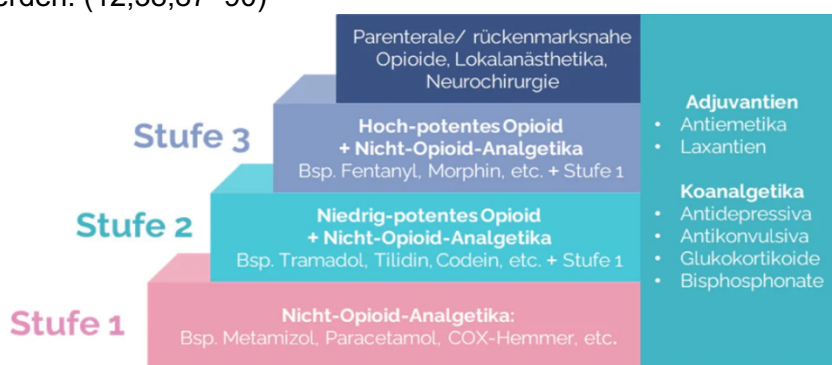 Parenterale/ rückenmarksnahe
Opioide, Lokalanästhetika,
Neurochirurgie
Stufe 3
Hoch-potentes Opioid
+ Nicht-Opioid-Analgetika
Bsp. Fentanyl, Morphin, etc. + Stufe 1
Stufe 2
Niedrig-potentes Opioid
+ Nicht-Opioid-Analgetika
Bsp. Tramadol, Tilidin, Codein, etc. + Stufe 1
Stufe 1
Nicht-Opioid-Analgetika:
Bsp. Metamizol, Paracetamol, COX-Hemmer, etc.
Adjuvantien
• Antiemetika
• Laxantien
Koanalgetika
• Antidepressiva
• Antikonvulsiva
• Glukokortikoide
• Bisphosphonate